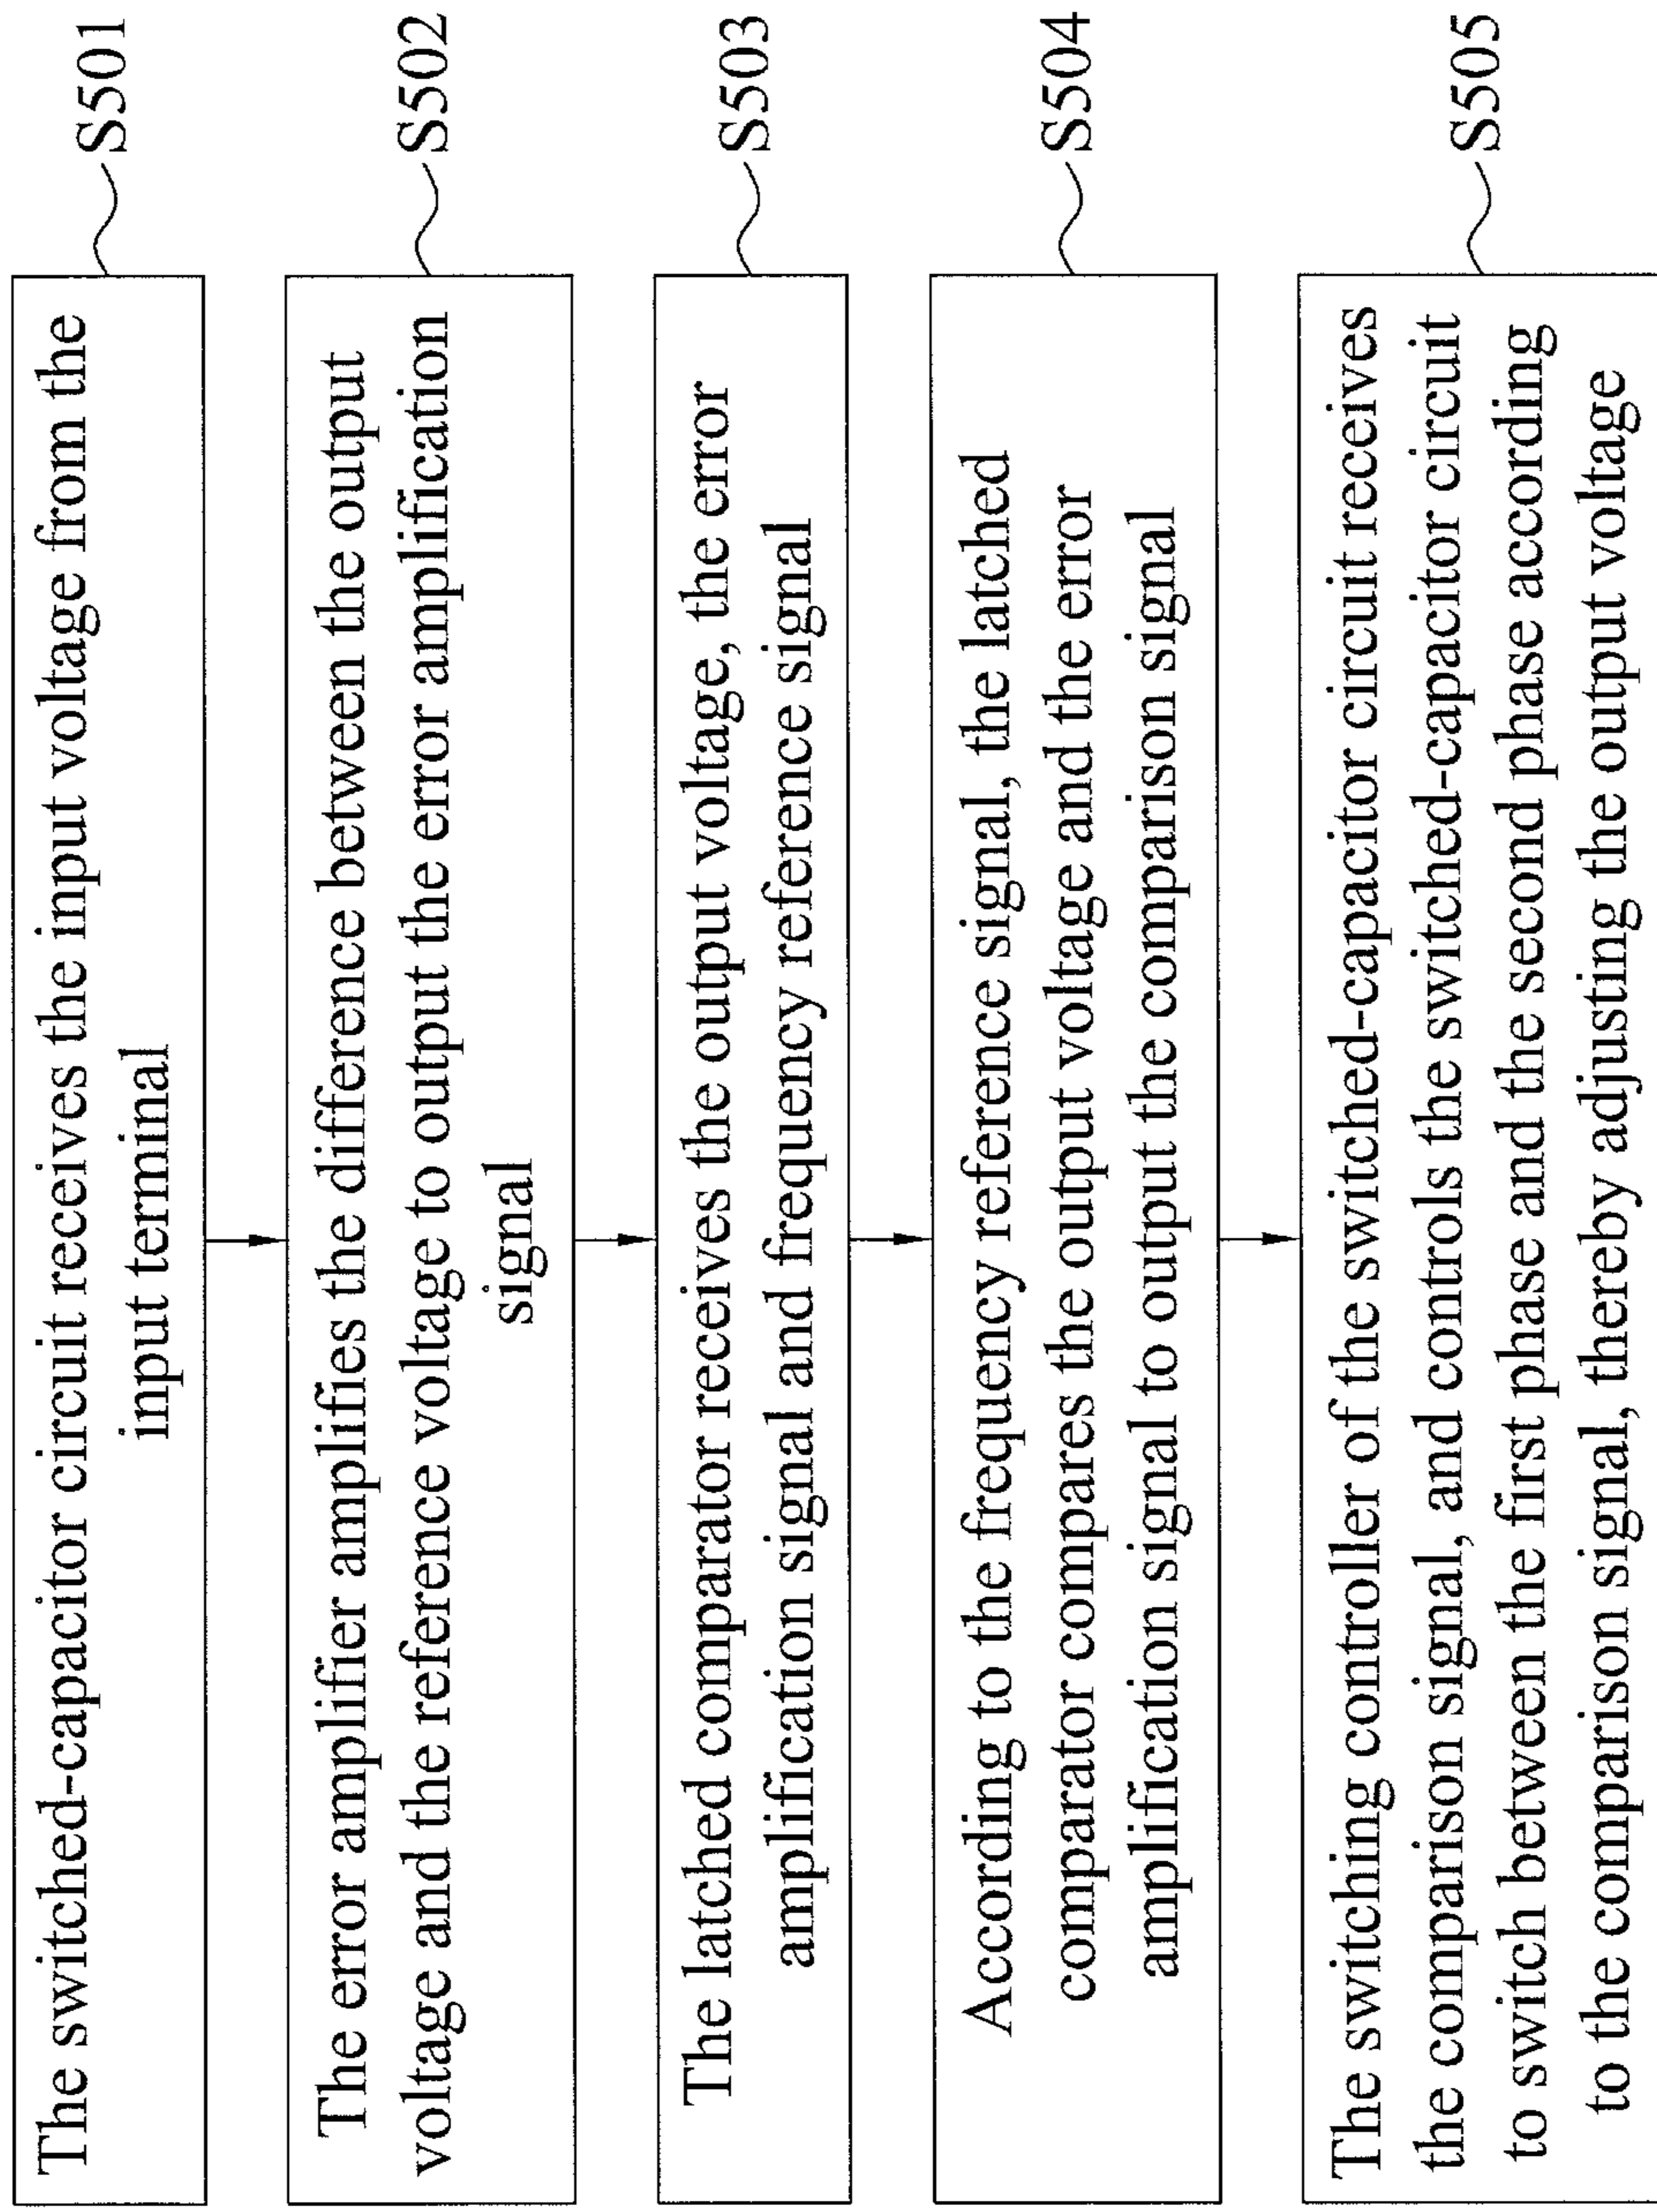 The switched-capacitor circuit receives the input voltage from the
input terminal
S501
The error amplifier amplifies the difference between the output
voltage and the reference voltage to output the error amplification
signal
S502
The latched comparator receives the output voltage, the error
amplification signal and frequency reference signal
S503
According to the frequency reference signal, the latched
comparator compares the output voltage and the error
amplification signal to output the comparison signal
S504
The switching controller of the switched-capacitor circuit receives
the comparison signal, and controls the switched-capacitor circuit
to switch between the first phase and the second phase according
to the comparison signal, thereby adjusting the output voltage
S505